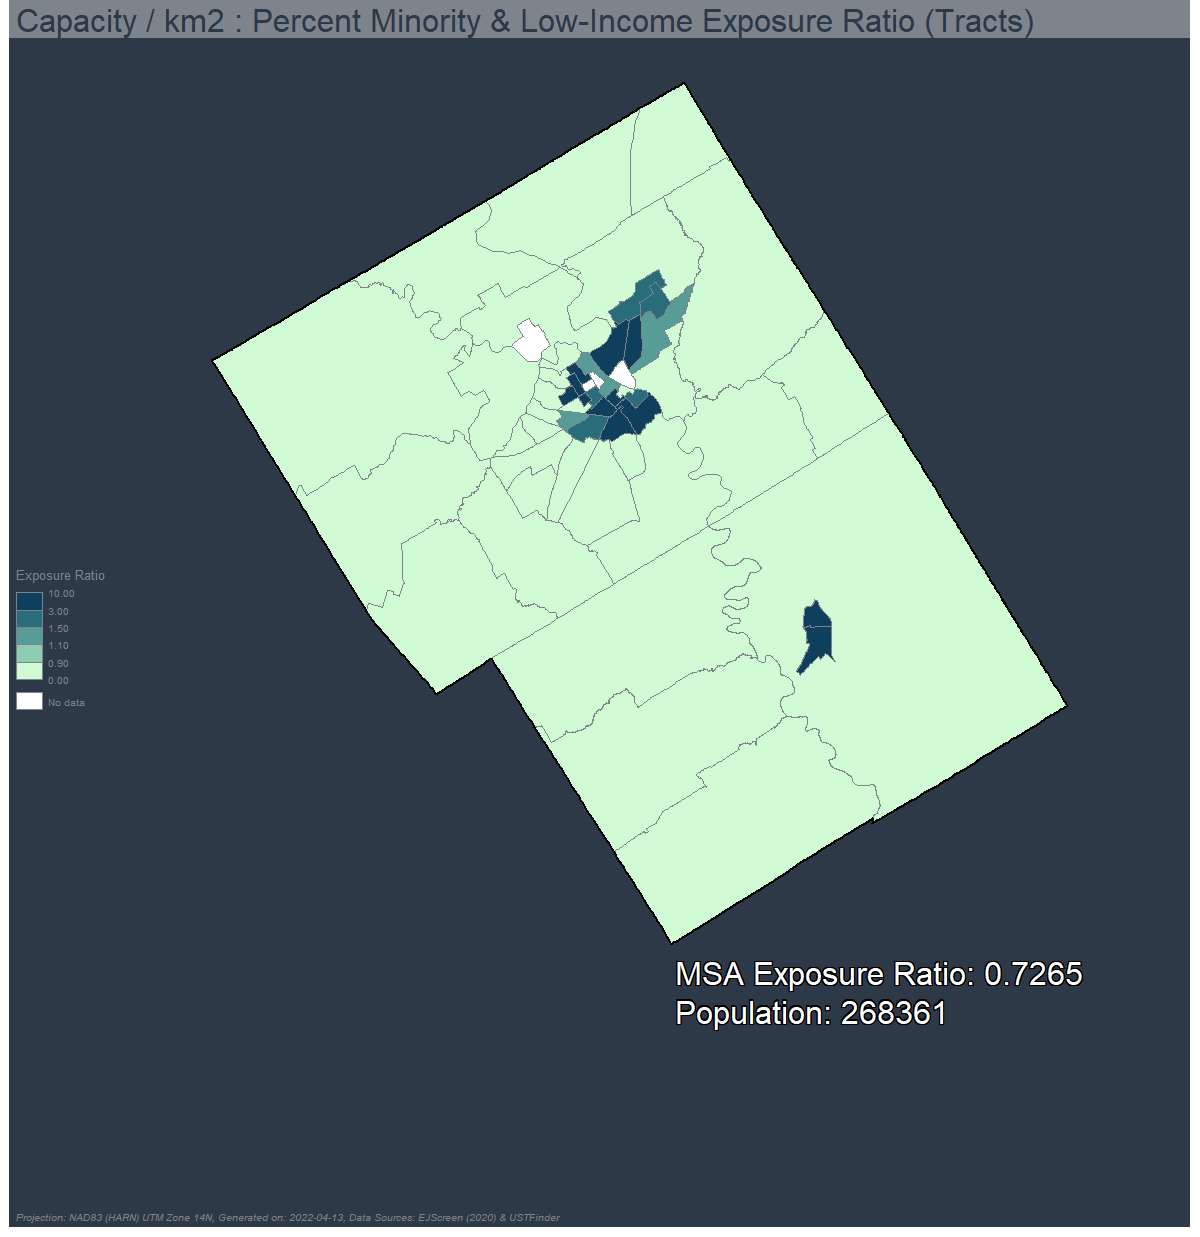 Capacity / km2 : Percent Minority & Low-Income Exposure Ratio (Tracts)
Exposure Ratio
10.00
3.00
1.50
1.10
0.90
0.00
No data
MSA Exposure Ratio: 0.7265
Population: 268361
Projection: NAD83 (HARN) UTM Zone 14N, Generated on: 2022-04-13, Data Sources: EJScreen (2020) & USTFinder